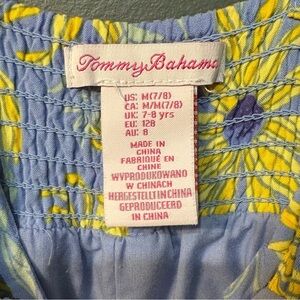 Tommy Bahama
US: M(7/8)
CA: M/M(7/8)
UK: 7-8 yrs
EU: 128
AU: 8
MADE IN
CHINA
FABRIQUÉ EN
CHINE
WYPRODUKOWANO
W CHINACH
HERGESTELLT IN CHINA
GEPRODUCEERD
IN CHINA